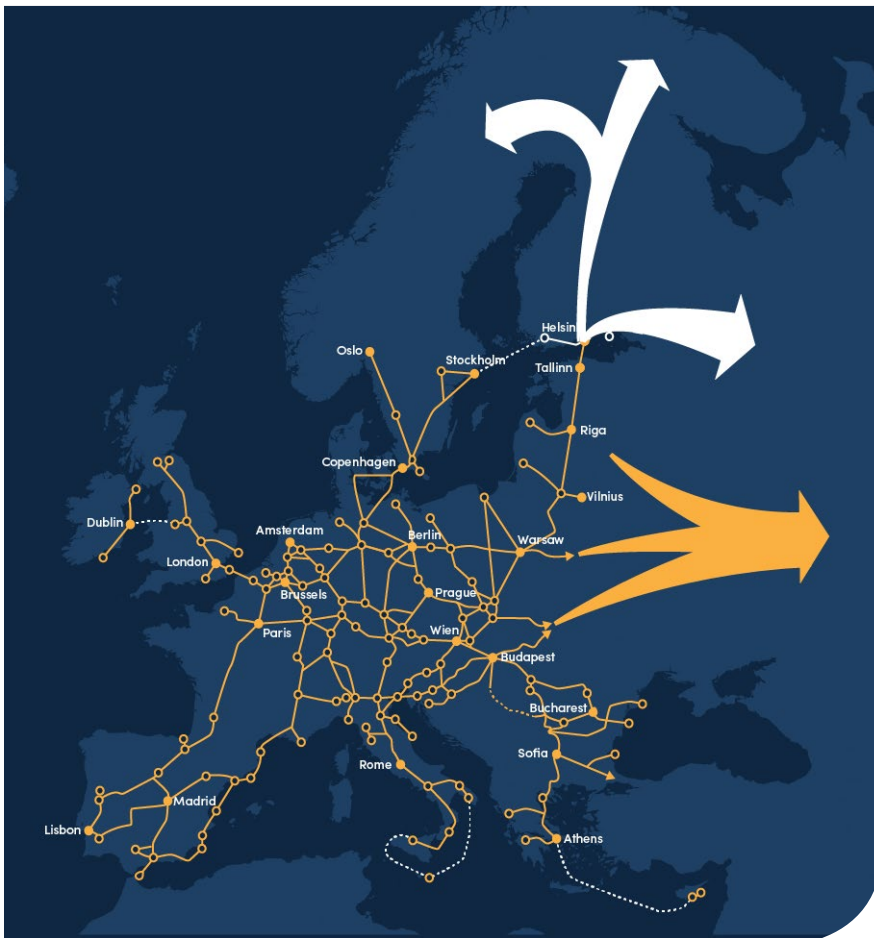 Helsin
Oslo
Stockholm
Tallinn
Riga
Copenhagen
Vilnius
Dublin
Amsterdam
Berlin
Warsaw
London
Brussels
Prague
Paris
Wien
Budapest
Bucharest
Sofia
Rome
Madrid
Lisbon
Athens